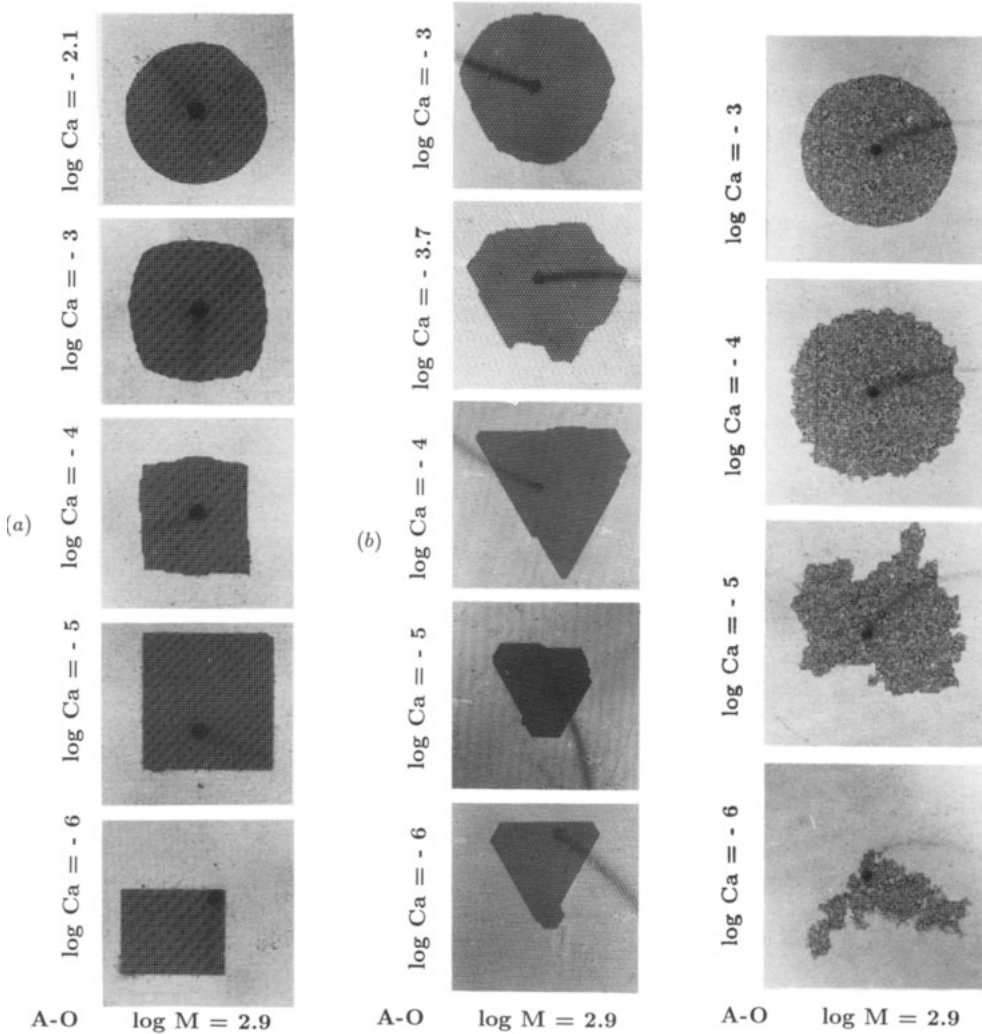 log Ca = - 2.1
log Ca = - 3
log Ca = - 4
log Ca = - 5
log Ca = - 6
(a)
A-O log M = 2.9
log Ca = - 3
log Ca = - 3.7
log Ca = - 4
log Ca = - 5
log Ca = - 6
(b)
A-O log M = 2.9
log Ca = - 3
log Ca = - 4
log Ca = - 5
log Ca = - 6
A-O log M = 2.9